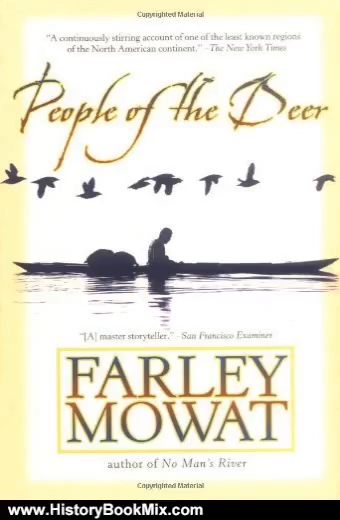 Copyrighted Material
"A continuously stirring account of one of the least known regions
of the North American continent." –The New York Times
People of the Deer
"[A] master storyteller." –San Francisco Examiner
FARLEY
MOWAT
author of No Man's River
Copyrighted Material
www.HistoryBookMix.com